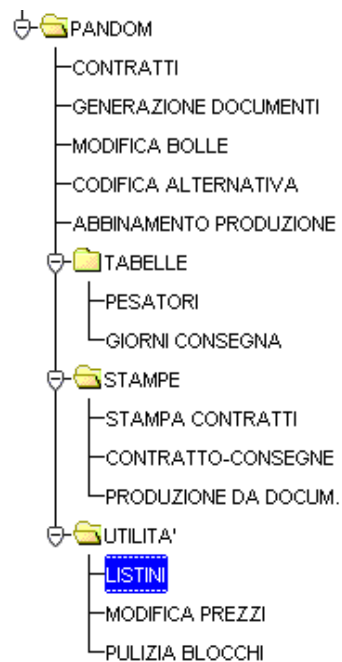 PANDOM
CONTRATTI
GENERAZIONE DOCUMENTI
MODIFICA BOLLE
CODIFICA ALTERNATIVA
ABBINAMENTO PRODUZIONE
TABELLE
PESATORI
GIORNI CONSEGNA
STAMPE
STAMPA CONTRATTI
CONTRATTO-CONSEGNE
PRODUZIONE DA DOCUM.
UTILITA'
LISTINI
MODIFICA PREZZI
PULIZIA BLOCCHI